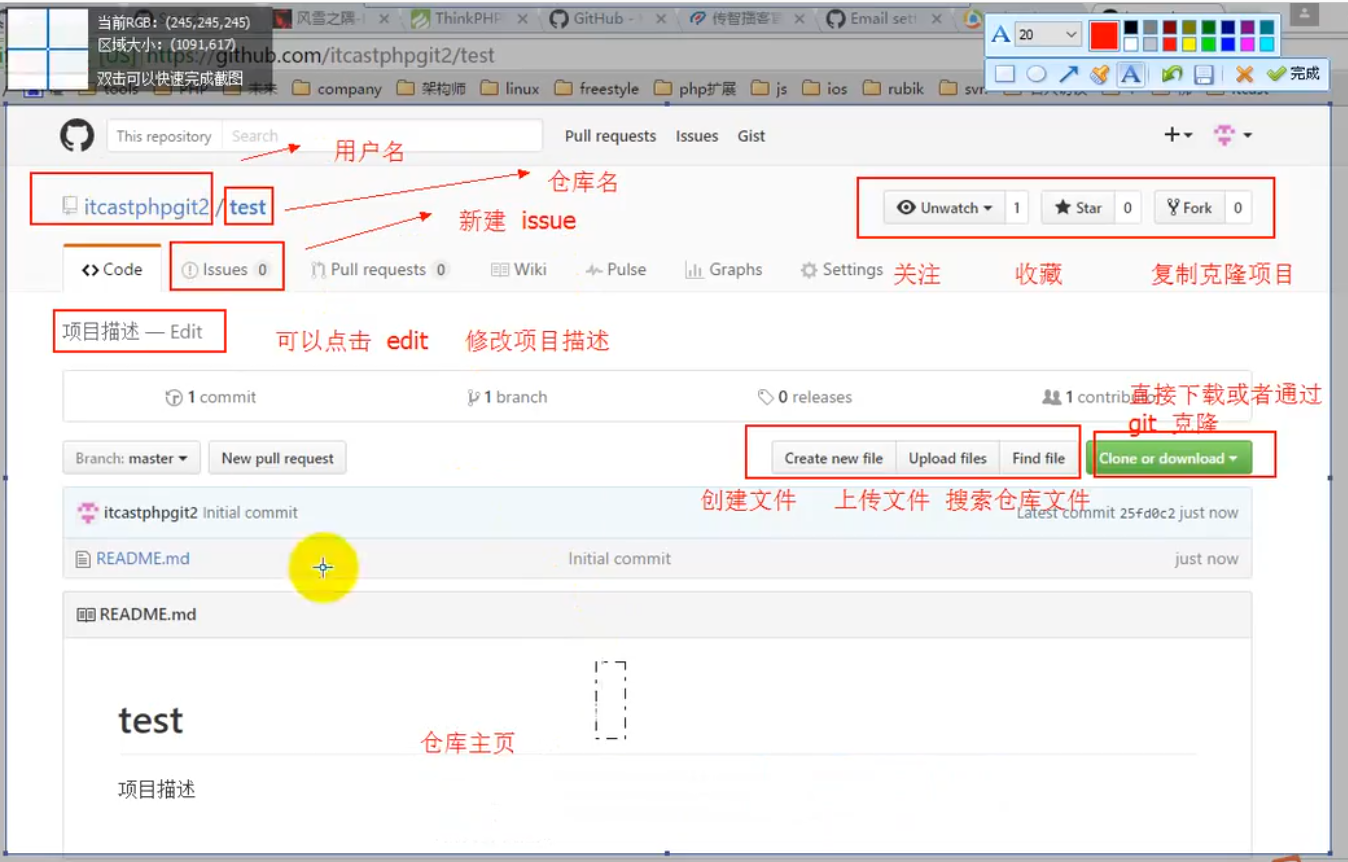 当前RGB：(245,245,245)
区域大小：(1091,617)
双击可以快速完成截图
风雪之隅-
ThinkPHP
GitHub -
传智播客
Email sett
20
完成
[US] https://github.com/itcastphpgit2/test
tools PHP 未来 company 架构师 linux freestyle php扩展 js ios rubik svn
This repository Search
Pull requests Issues Gist
用户名
仓库名
itcastphpgit2 / test
新建 issue
Unwatch 1 Star 0 Fork 0
Code Issues 0 Pull requests 0 Wiki Pulse Graphs Settings
关注 收藏 复制克隆项目
项目描述 — Edit
可以点击 edit 修改项目描述
1 commit 1 branch 0 releases 1 contributor
直接下载或者通过
git 克隆
Branch: master New pull request Create new file Upload files Find file Clone or download
创建文件 上传文件 搜索仓库文件
itcastphpgit2 Initial commit Latest commit 25fd0c2 just now
README.md Initial commit just now
README.md
test
仓库主页
项目描述